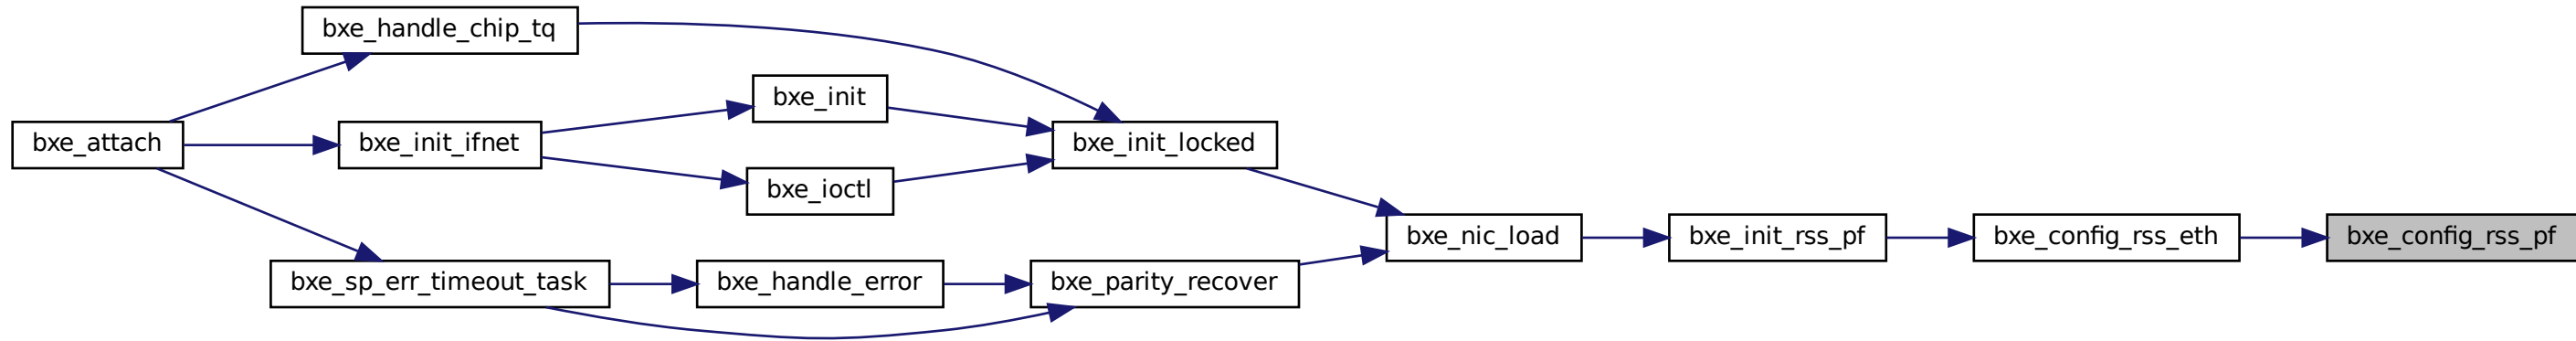 bxe_handle_chip_tq
bxe_init
bxe_attach
bxe_init_ifnet
bxe_init_locked
bxe_ioctl
bxe_nic_load
bxe_init_rss_pf
bxe_config_rss_eth
bxe_config_rss_pf
bxe_sp_err_timeout_task
bxe_handle_error
bxe_parity_recover